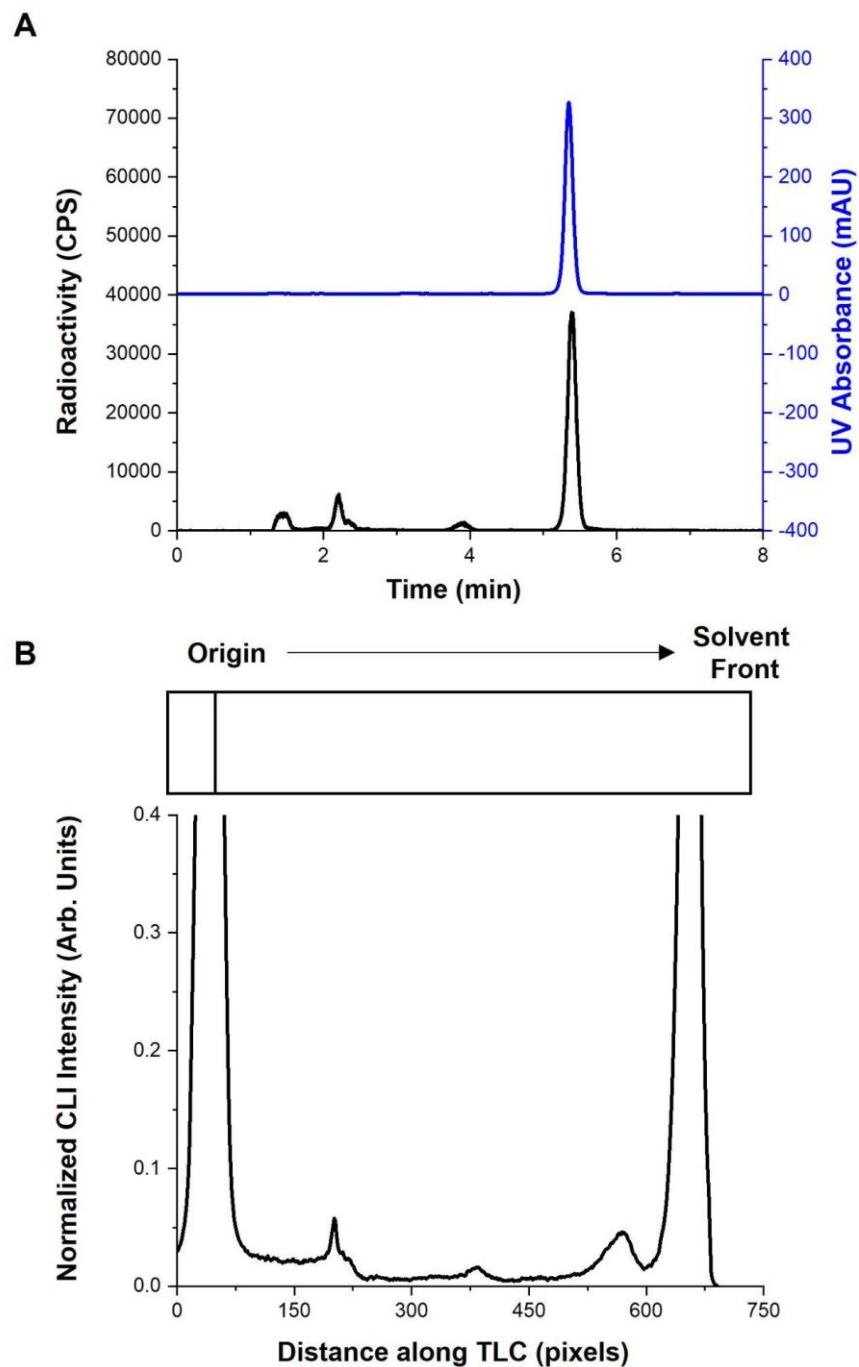 A
80000
70000
60000
50000
40000
30000
20000
10000
0
Radioactivity (CPS)
400
300
200
100
0
-100
-200
-300
-400
UV Absorbance (mAU)
0 2 4 6 8
Time (min)
B
Origin
Solvent
Front
0.4
0.3
0.2
0.1
0.0
Normalized CLI Intensity (Arb. Units)
0 150 300 450 600 750
Distance along TLC (pixels)